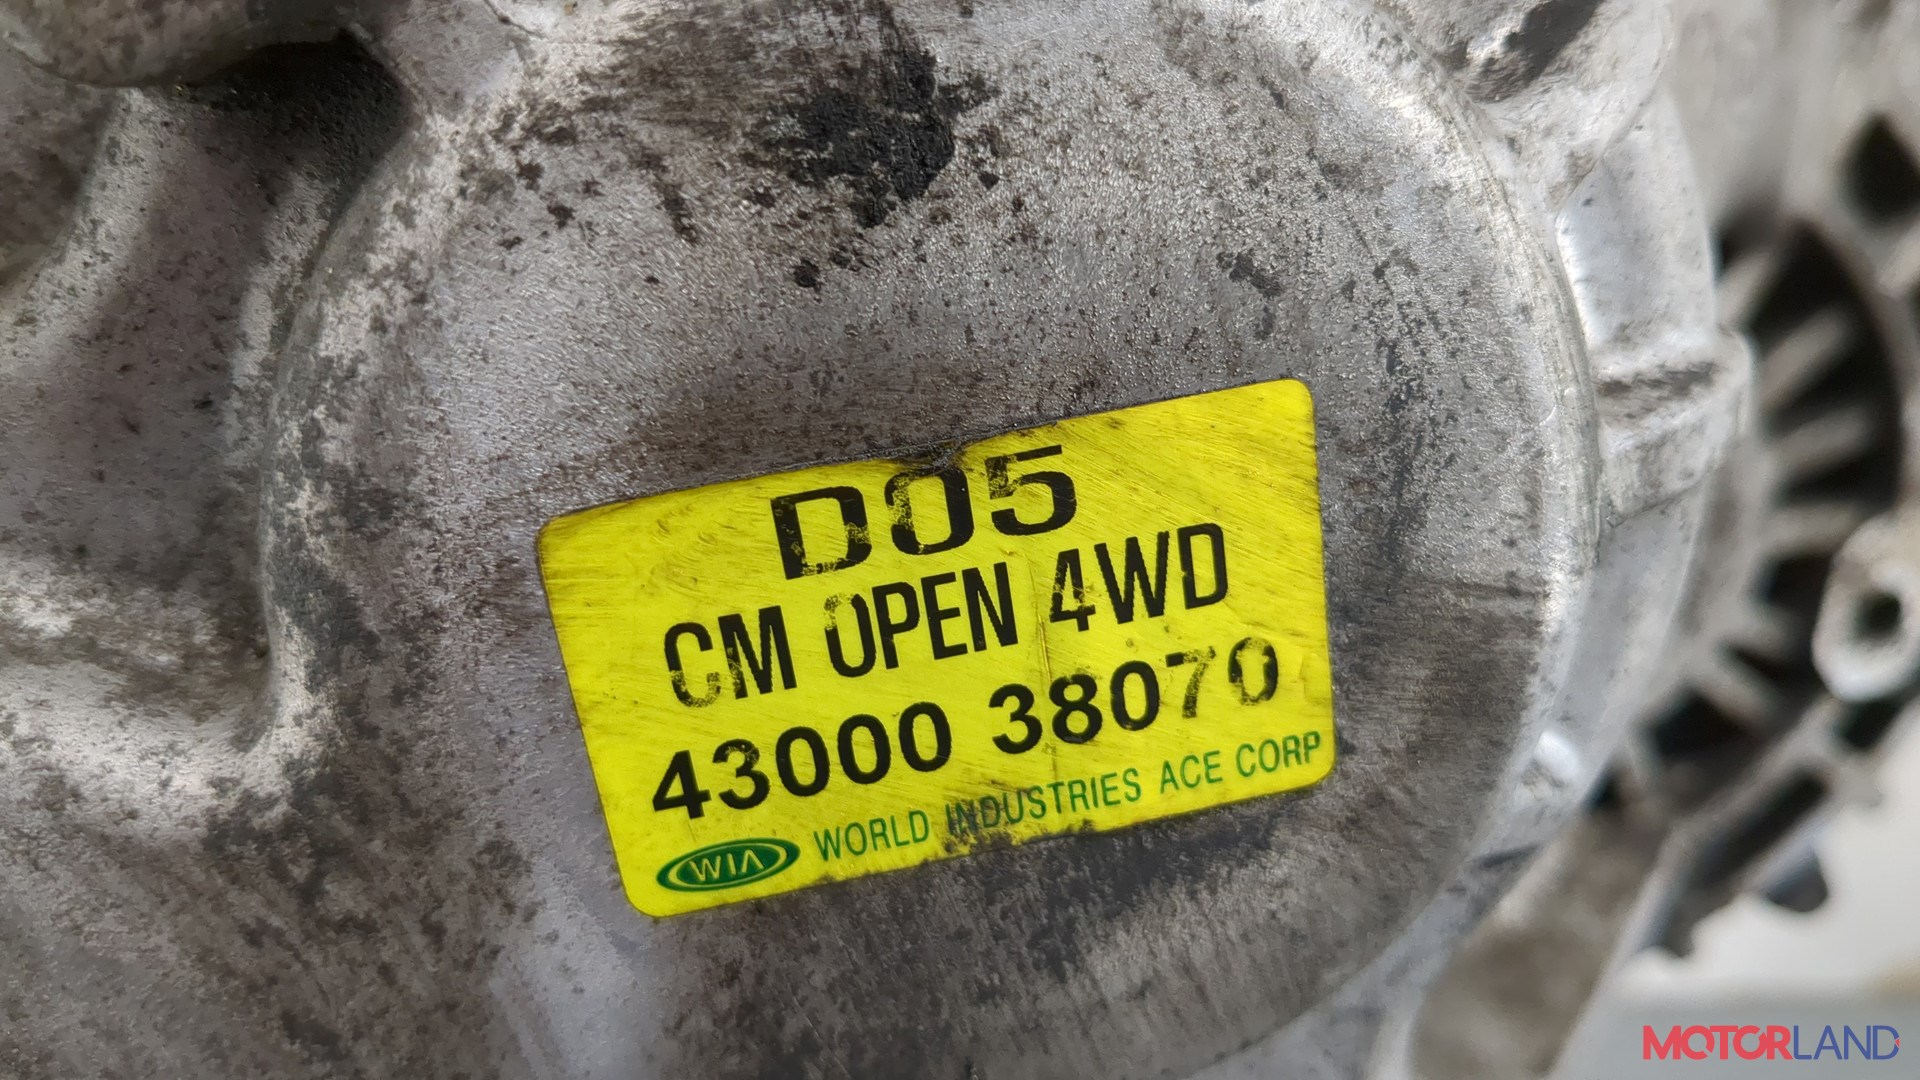 D05
CM OPEN 4WD
43000 38070
WIA WORLD INDUSTRIES ACE CORP
MOTORLAND